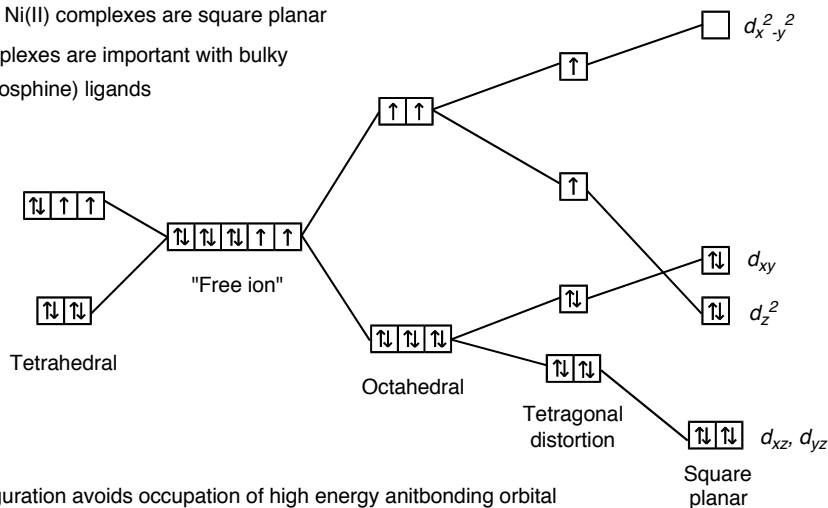 Ni(II) complexes are square planar
plexes are important with bulky
osphine) ligands
d_x²-y²
d_xy
"Free ion"
d_z²
Tetrahedral
Octahedral
Tetragonal
distortion
d_xz, d_yz
Square
planar
guration avoids occupation of high energy anitbonding orbital